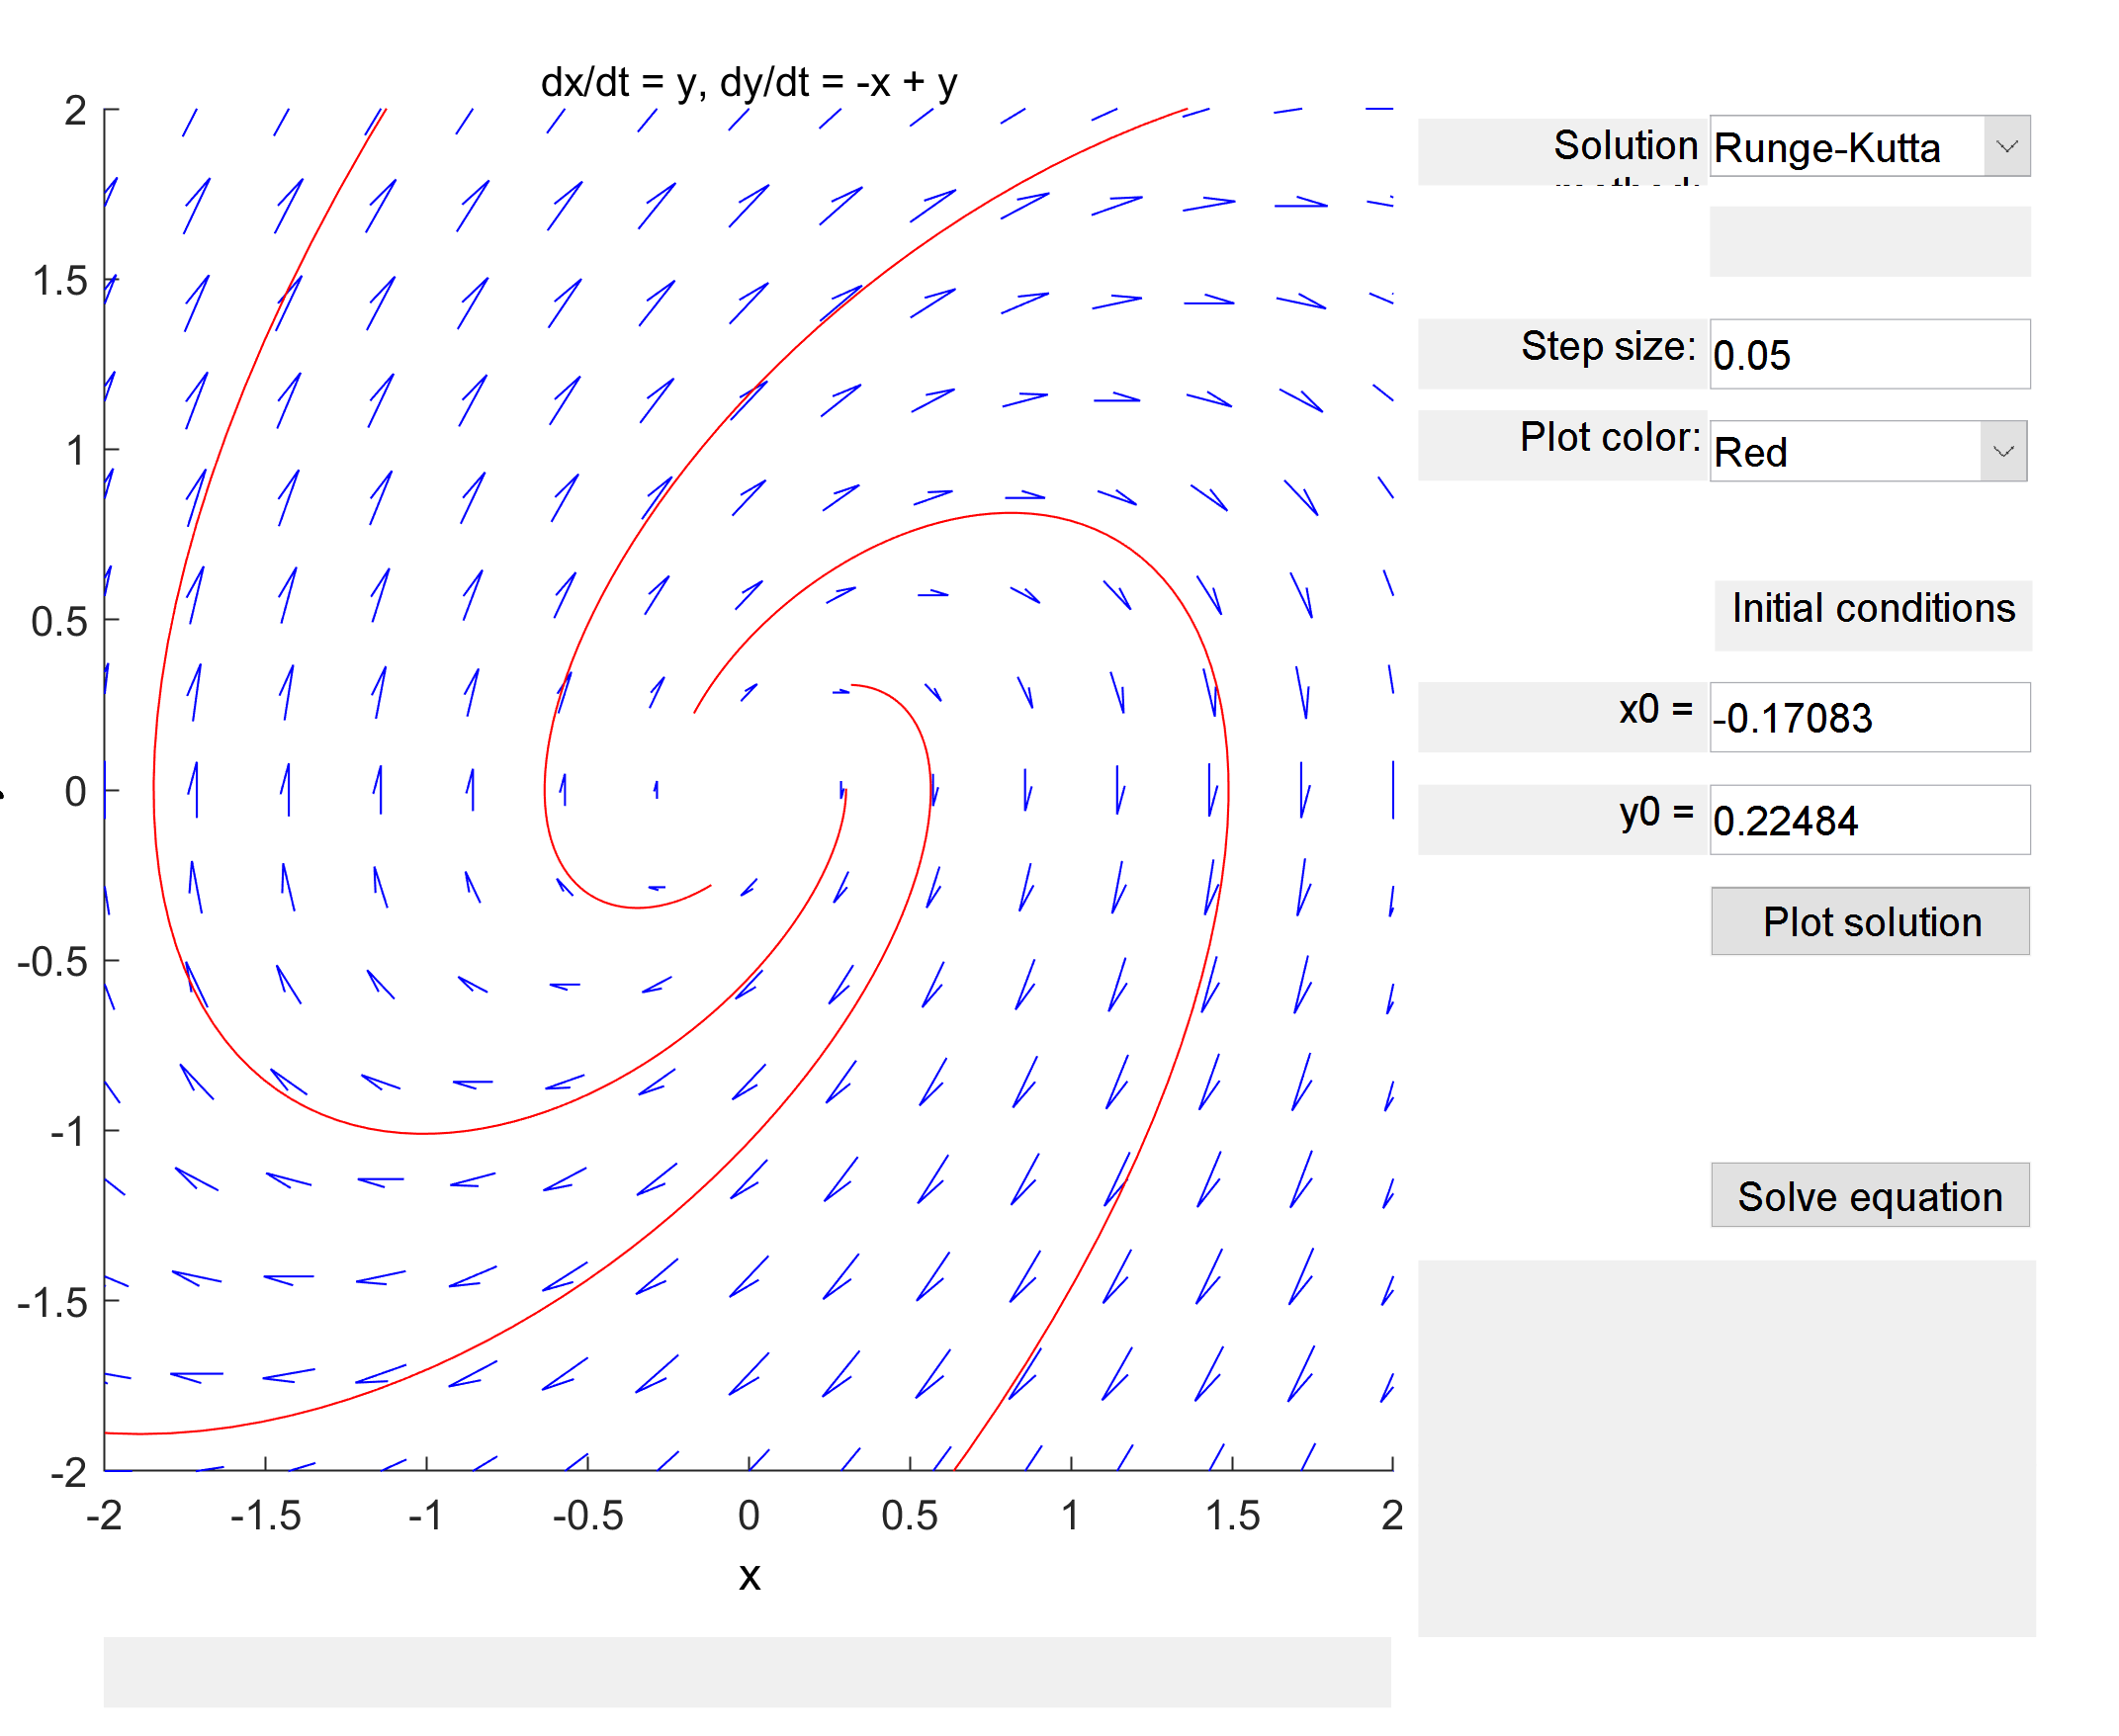 dx/dt = y, dy/dt = -x + y
2
1.5
1
0.5
0
-0.5
-1
-1.5
-2
-2 -1.5 -1 -0.5 0 0.5 1 1.5 2
x
Solution
Runge-Kutta
Step size:
0.05
Plot color:
Red
Initial conditions
x0 =
-0.17083
y0 =
0.22484
Plot solution
Solve equation